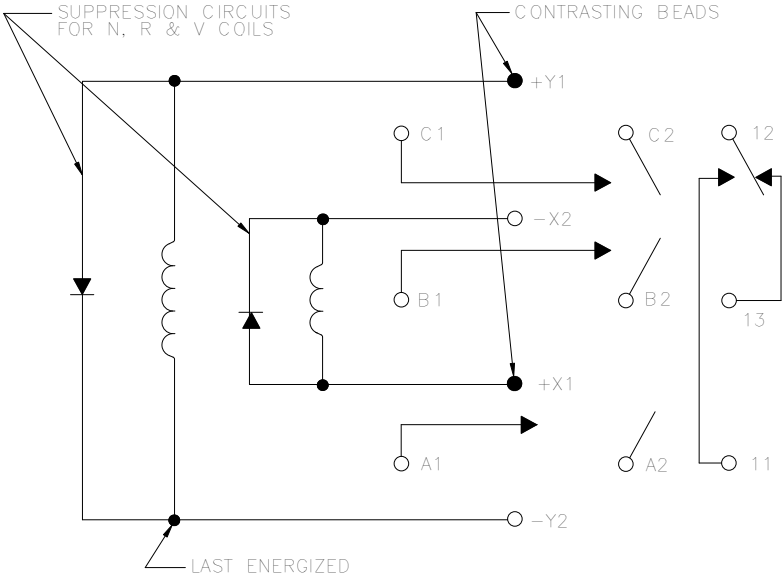 SUPPRESSION CIRCUITS
FOR N, R & V COILS
CONTRASTING BEADS
+Y1
C1
C2
12
-X2
B1
B2
13
+X1
A1
A2
11
-Y2
LAST ENERGIZED